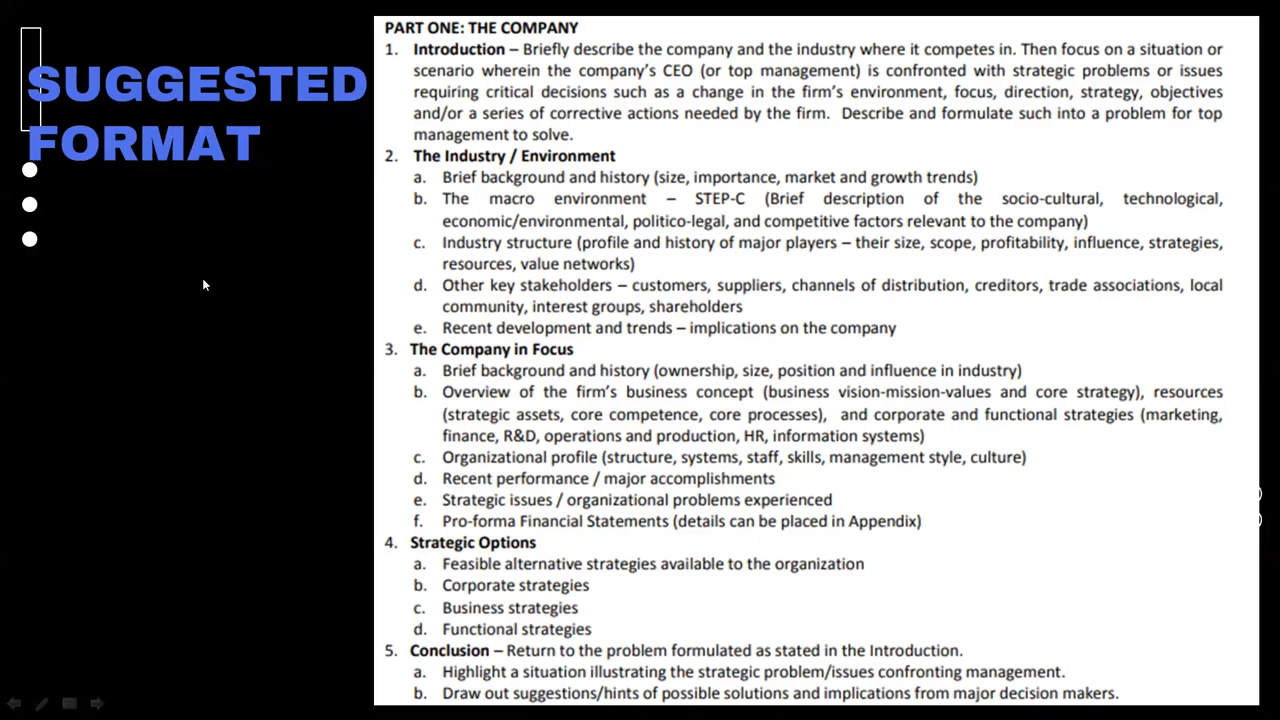 SUGGESTED
FORMAT
PART ONE: THE COMPANY
1. Introduction – Briefly describe the company and the industry where it competes in. Then focus on a situation or
scenario wherein the company's CEO (or top management) is confronted with strategic problems or issues
requiring critical decisions such as a change in the firm's environment, focus, direction, strategy, objectives
and/or a series of corrective actions needed by the firm. Describe and formulate such into a problem for top
management to solve.
2. The Industry / Environment
a. Brief background and history (size, importance, market and growth trends)
b. The macro environment – STEP-C (Brief description of the socio-cultural, technological,
economic/environmental, politico-legal, and competitive factors relevant to the company)
c. Industry structure (profile and history of major players – their size, scope, profitability, influence, strategies,
resources, value networks)
d. Other key stakeholders – customers, suppliers, channels of distribution, creditors, trade associations, local
community, interest groups, shareholders
e. Recent development and trends – implications on the company
3. The Company in Focus
a. Brief background and history (ownership, size, position and influence in industry)
b. Overview of the firm's business concept (business vision-mission-values and core strategy), resources
(strategic assets, core competence, core processes), and corporate and functional strategies (marketing,
finance, R&D, operations and production, HR, information systems)
c. Organizational profile (structure, systems, staff, skills, management style, culture)
d. Recent performance / major accomplishments
e. Strategic issues / organizational problems experienced
f. Pro-forma Financial Statements (details can be placed in Appendix)
4. Strategic Options
a. Feasible alternative strategies available to the organization
b. Corporate strategies
c. Business strategies
d. Functional strategies
5. Conclusion – Return to the problem formulated as stated in the Introduction.
a. Highlight a situation illustrating the strategic problem/issues confronting management.
b. Draw out suggestions/hints of possible solutions and implications from major decision makers.